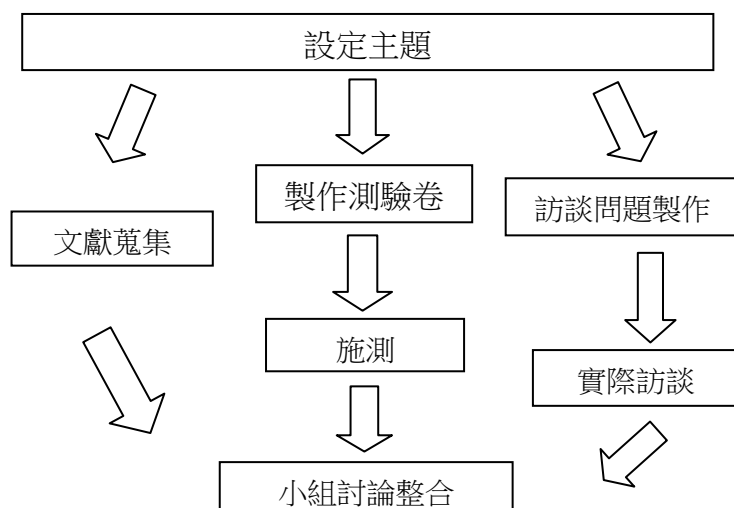 設定主題
製作測驗卷
訪談問題製作
文獻蒐集
施測
實際訪談
小組討論整合